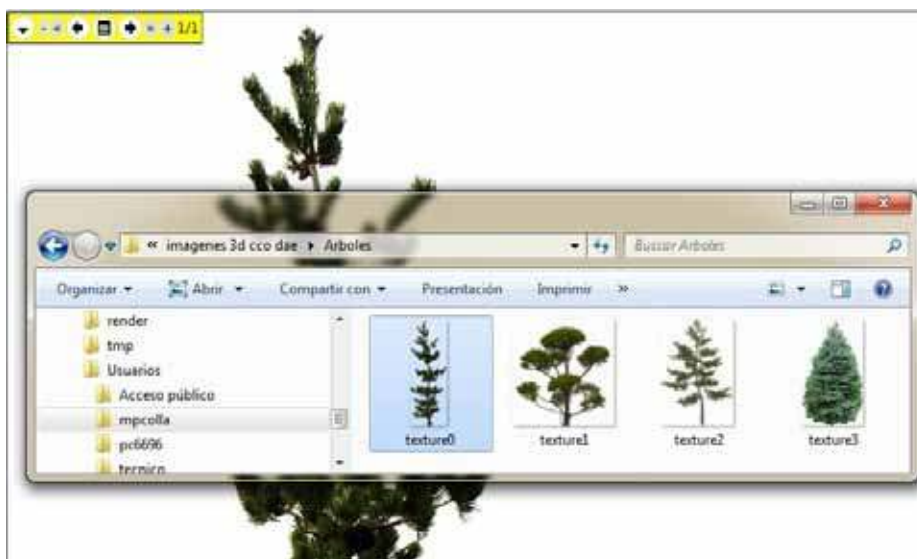 1/1
« imagenes 3d cco dae ▸ Arboles
Buscar Arboles
Organizar Abrir Compartir con Presentación Imprimir »
render
tmp
Usuarios
Acceso público
mpcolla
pc6696
tecnico
texture0 texture1 texture2 texture3